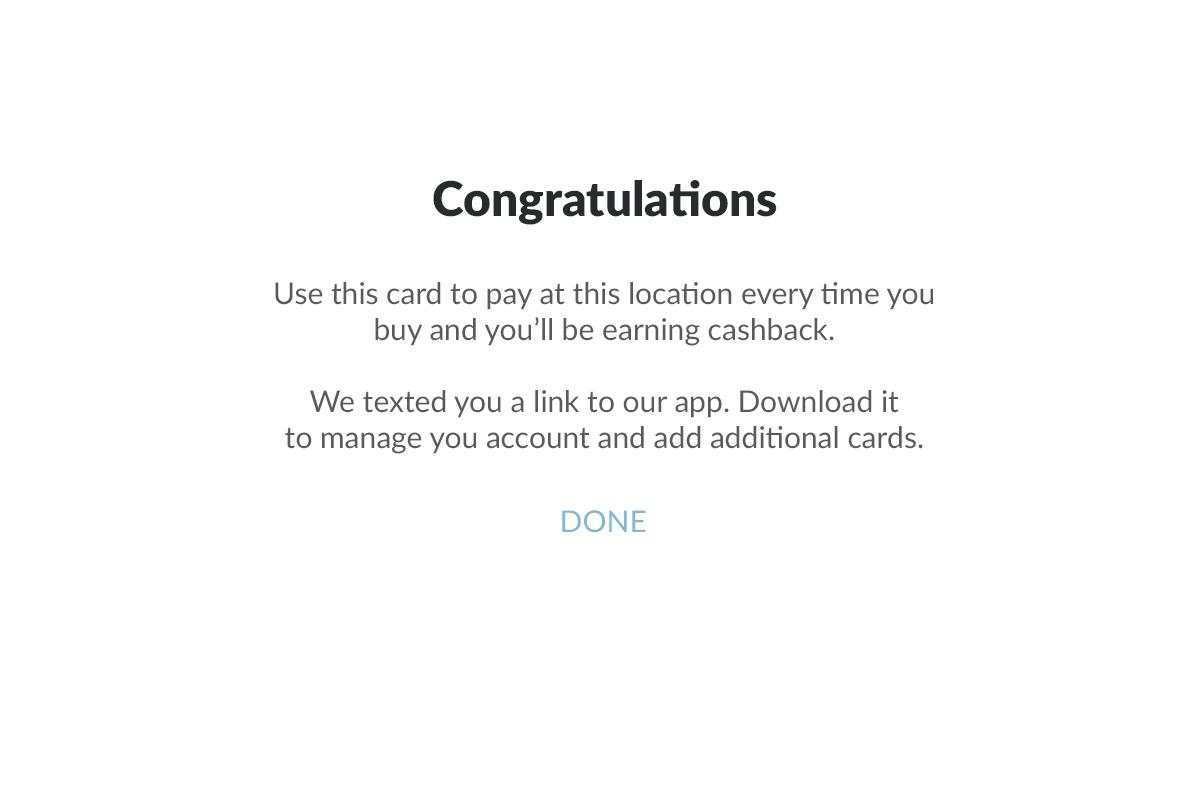 Congratulations
Use this card to pay at this location every time you
buy and you’ll be earning cashback.
We texted you a link to our app. Download it
to manage you account and add additional cards.
DONE